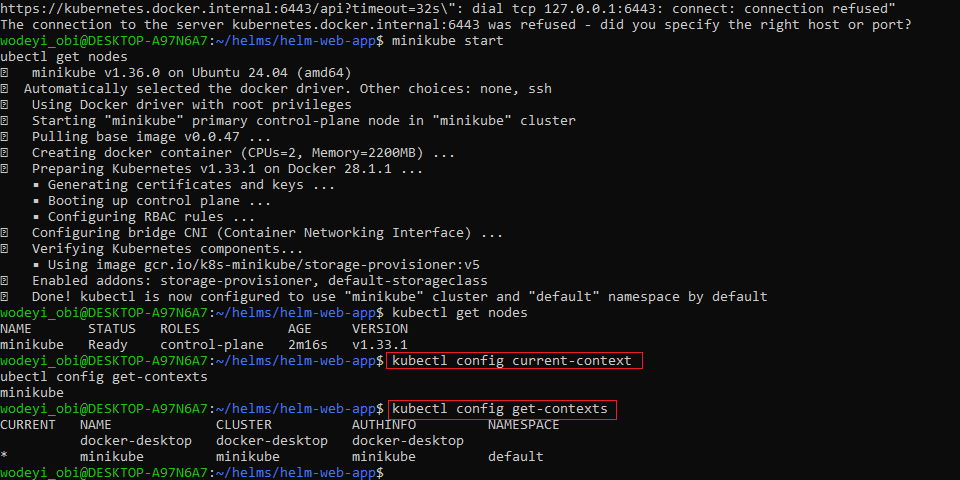 https://kubernetes.docker.internal:6443/api?timeout=32s\": dial tcp 127.0.0.1:6443: connect: connection refused"
The connection to the server kubernetes.docker.internal:6443 was refused - did you specify the right host or port?
wodeyi_obi@DESKTOP-A97N6A7:~/helms/helm-web-app$ minikube start
ubectl get nodes
minikube v1.36.0 on Ubuntu 24.04 (amd64)
Automatically selected the docker driver. Other choices: none, ssh
Using Docker driver with root privileges
Starting "minikube" primary control-plane node in "minikube" cluster
Pulling base image v0.0.47 ...
Creating docker container (CPUs=2, Memory=2200MB) ...
Preparing Kubernetes v1.33.1 on Docker 28.1.1 ...
▪ Generating certificates and keys ...
▪ Booting up control plane ...
▪ Configuring RBAC rules ...
Configuring bridge CNI (Container Networking Interface) ...
Verifying Kubernetes components...
▪ Using image gcr.io/k8s-minikube/storage-provisioner:v5
Enabled addons: storage-provisioner, default-storageclass
Done! kubectl is now configured to use "minikube" cluster and "default" namespace by default
wodeyi_obi@DESKTOP-A97N6A7:~/helms/helm-web-app$ kubectl get nodes
NAME STATUS ROLES AGE VERSION
minikube Ready control-plane 2m16s v1.33.1
wodeyi_obi@DESKTOP-A97N6A7:~/helms/helm-web-app$ kubectl config current-context
ubectl config get-contexts
minikube
wodeyi_obi@DESKTOP-A97N6A7:~/helms/helm-web-app$ kubectl config get-contexts
CURRENT NAME CLUSTER AUTHINFO NAMESPACE
docker-desktop docker-desktop docker-desktop
* minikube minikube minikube default
wodeyi_obi@DESKTOP-A97N6A7:~/helms/helm-web-app$